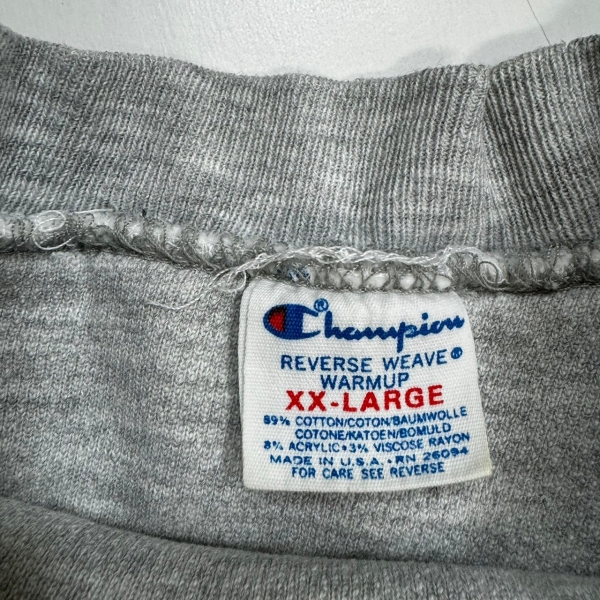 Champion®
REVERSE WEAVE®
WARMUP
XX-LARGE
89% COTTON/COTON/BAUMWOLLE
COTONE/KATOEN/BOMULD
8% ACRYLIC • 3% VISCOSE RAYON
MADE IN U.S.A. • RN 26094
FOR CARE SEE REVERSE